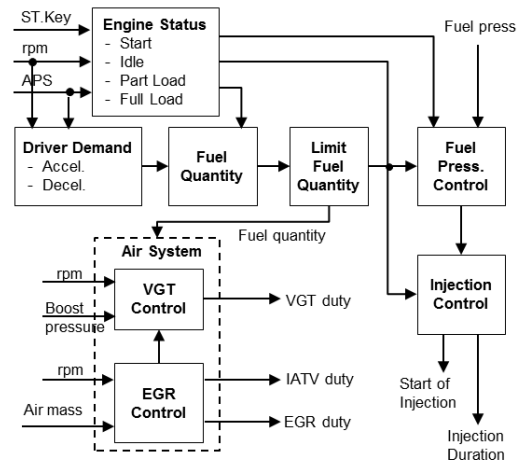 ST.Key
rpm
APS
Engine Status
- Start
- Idle
- Part Load
- Full Load
Fuel press
Driver Demand
- Accel.
- Decel.
Fuel
Quantity
Limit
Fuel
Quantity
Fuel
Press.
Control
Fuel quantity
Air System
rpm
Boost
pressure
VGT
Control
VGT duty
Injection
Control
rpm
Air mass
EGR
Control
IATV duty
EGR duty
Start of
Injection
Injection
Duration